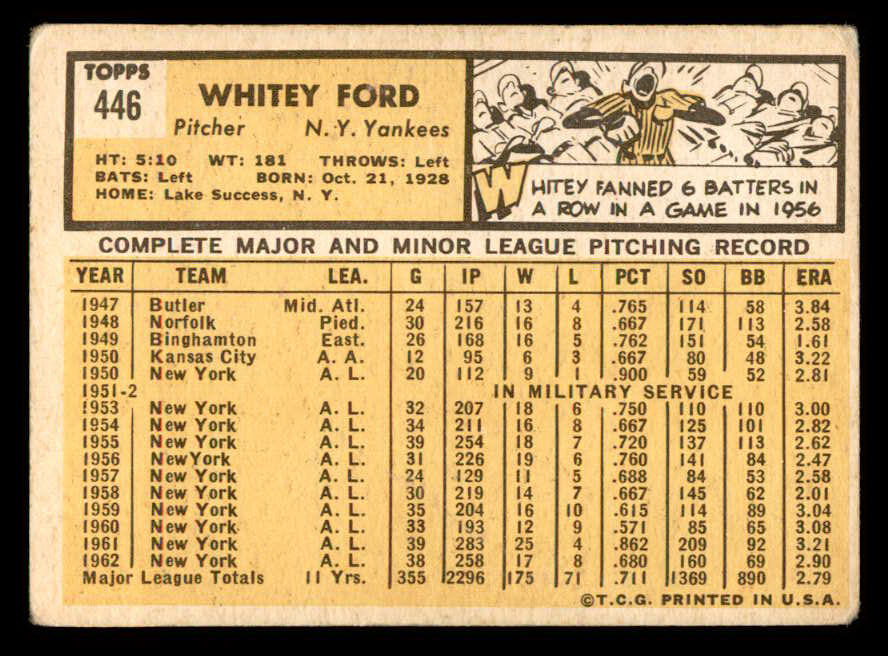 TOPPS
446
WHITEY FORD
Pitcher N.Y. Yankees
HT: 5:10 WT: 181 THROWS: Left
BATS: Left BORN: Oct. 21, 1928
HOME: Lake Success, N. Y.
WHITEY FANNED 6 BATTERS IN
A ROW IN A GAME IN 1956
COMPLETE MAJOR AND MINOR LEAGUE PITCHING RECORD
YEAR TEAM LEA. G IP W L PCT SO BB ERA
1947 Butler Mid. Atl. 24 157 13 4 .765 114 58 3.84
1948 Norfolk Pied. 30 216 16 8 .667 171 113 2.58
1949 Binghamton East. 26 168 16 5 .762 151 54 1.61
1950 Kansas City A. A. 12 95 6 3 .667 80 48 3.22
1950 New York A. L. 20 112 9 1 .900 59 52 2.81
1951-2 IN MILITARY SERVICE
1953 New York A. L. 32 207 18 6 .750 110 110 3.00
1954 New York A. L. 34 211 16 8 .667 125 101 2.82
1955 New York A. L. 39 254 18 7 .720 137 113 2.62
1956 NewYork A. L. 31 226 19 6 .760 141 84 2.47
1957 New York A. L. 24 129 11 5 .688 84 53 2.58
1958 New York A. L. 30 219 14 7 .667 145 62 2.01
1959 New York A. L. 35 204 16 10 .615 114 89 3.04
1960 New York A. L. 33 193 12 9 .571 85 65 3.08
1961 New York A. L. 39 283 25 4 .862 209 92 3.21
1962 New York A. L. 38 258 17 8 .680 160 69 2.90
Major League Totals 11 Yrs. 355 2296 175 71 .711 1369 890 2.79
©T.C.G. PRINTED IN U.S.A.